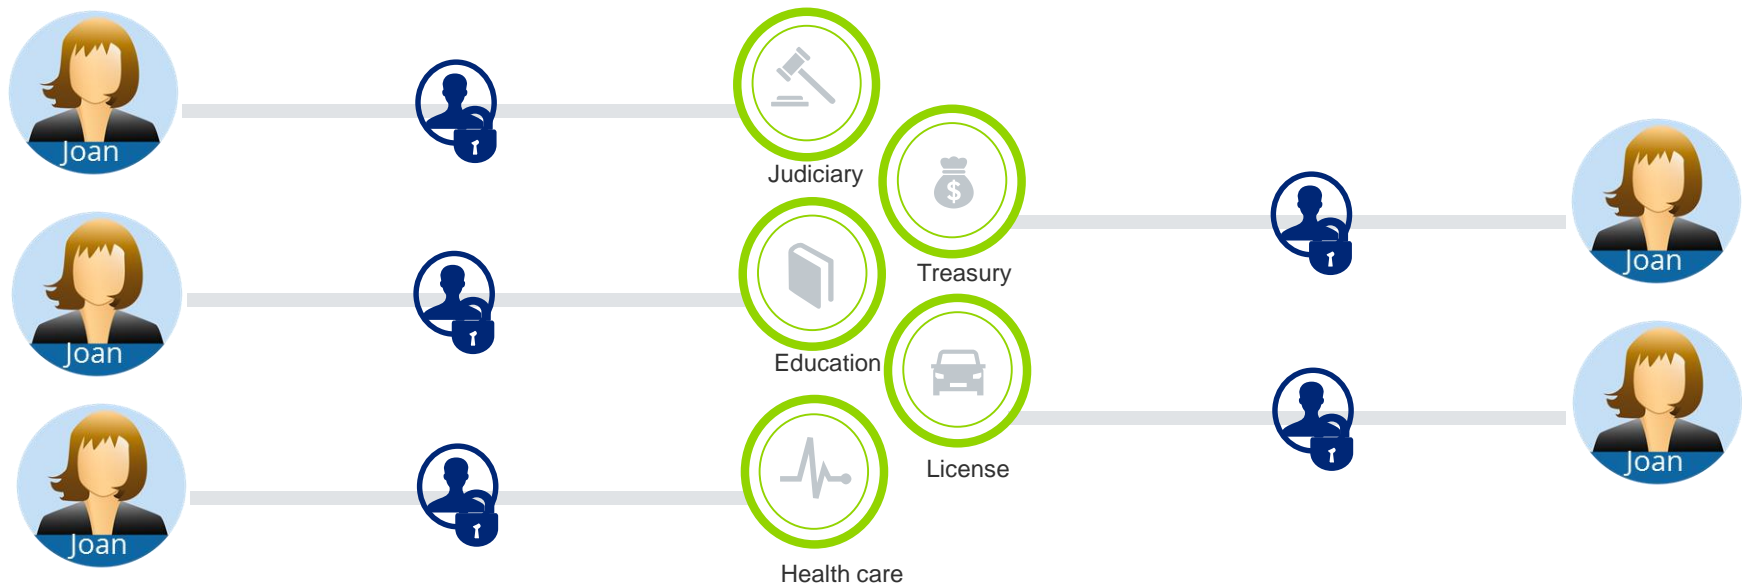 Joan
Judiciary
Treasury
Joan
Joan
Education
License
Joan
Joan
Health care
$